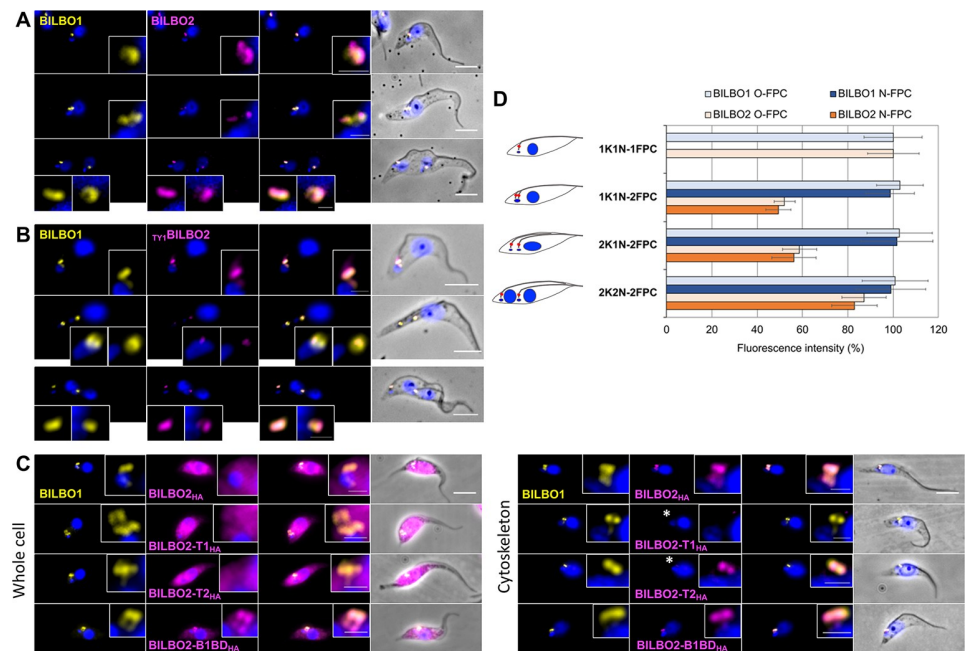 A
BILBO1
BILBO2
B
BILBO1
TY1BILBO2
C
Whole cell
BILBO1
BILBO2HA
BILBO2-T1HA
BILBO2-T2HA
BILBO2-B1BDHA
D
BILBO1 O-FPC
BILBO1 N-FPC
BILBO2 O-FPC
BILBO2 N-FPC
1K1N-1FPC
1K1N-2FPC
2K1N-2FPC
2K2N-2FPC
0 20 40 60 80 100 120
Fluorescence intensity (%)
Cytoskeleton
BILBO1
BILBO2HA
*
BILBO2-T1HA
*
BILBO2-T2HA
BILBO2-B1BDHA